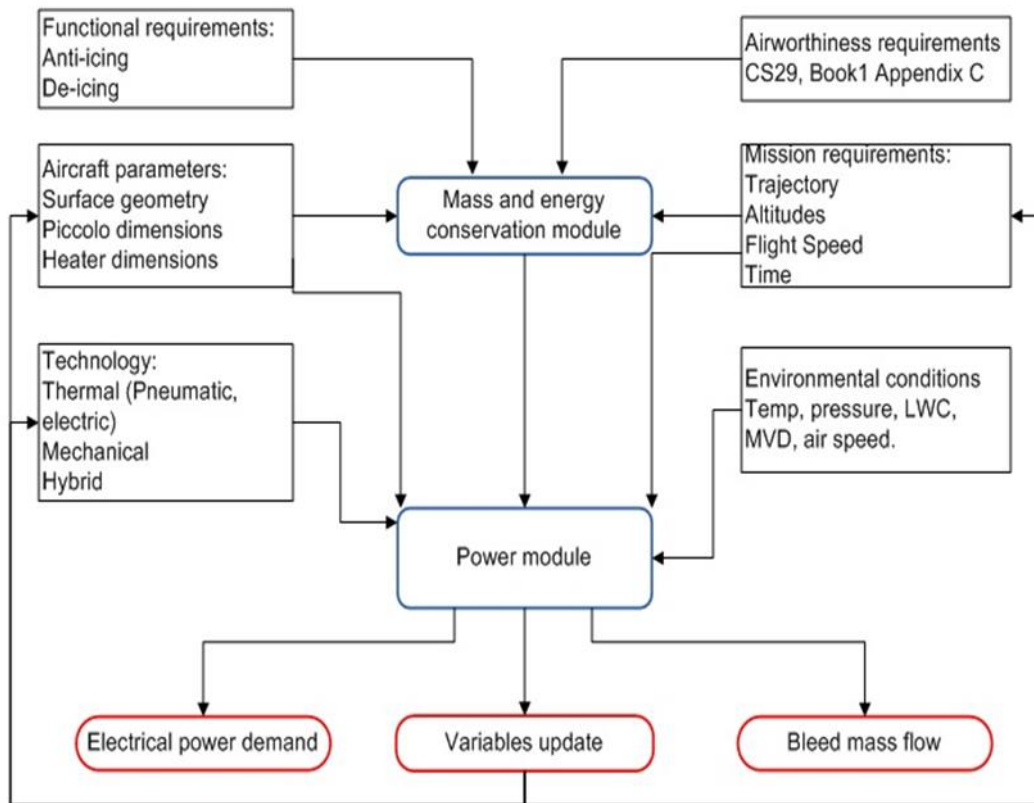 Functional requirements:
Anti-icing
De-icing
Airworthiness requirements
CS29, Book1 Appendix C
Aircraft parameters:
Surface geometry
Piccolo dimensions
Heater dimensions
Mass and energy
conservation module
Mission requirements:
Trajectory
Altitudes
Flight Speed
Time
Technology:
Thermal (Pneumatic,
electric)
Mechanical
Hybrid
Environmental conditions
Temp, pressure, LWC,
MVD, air speed.
Power module
Electrical power demand
Variables update
Bleed mass flow